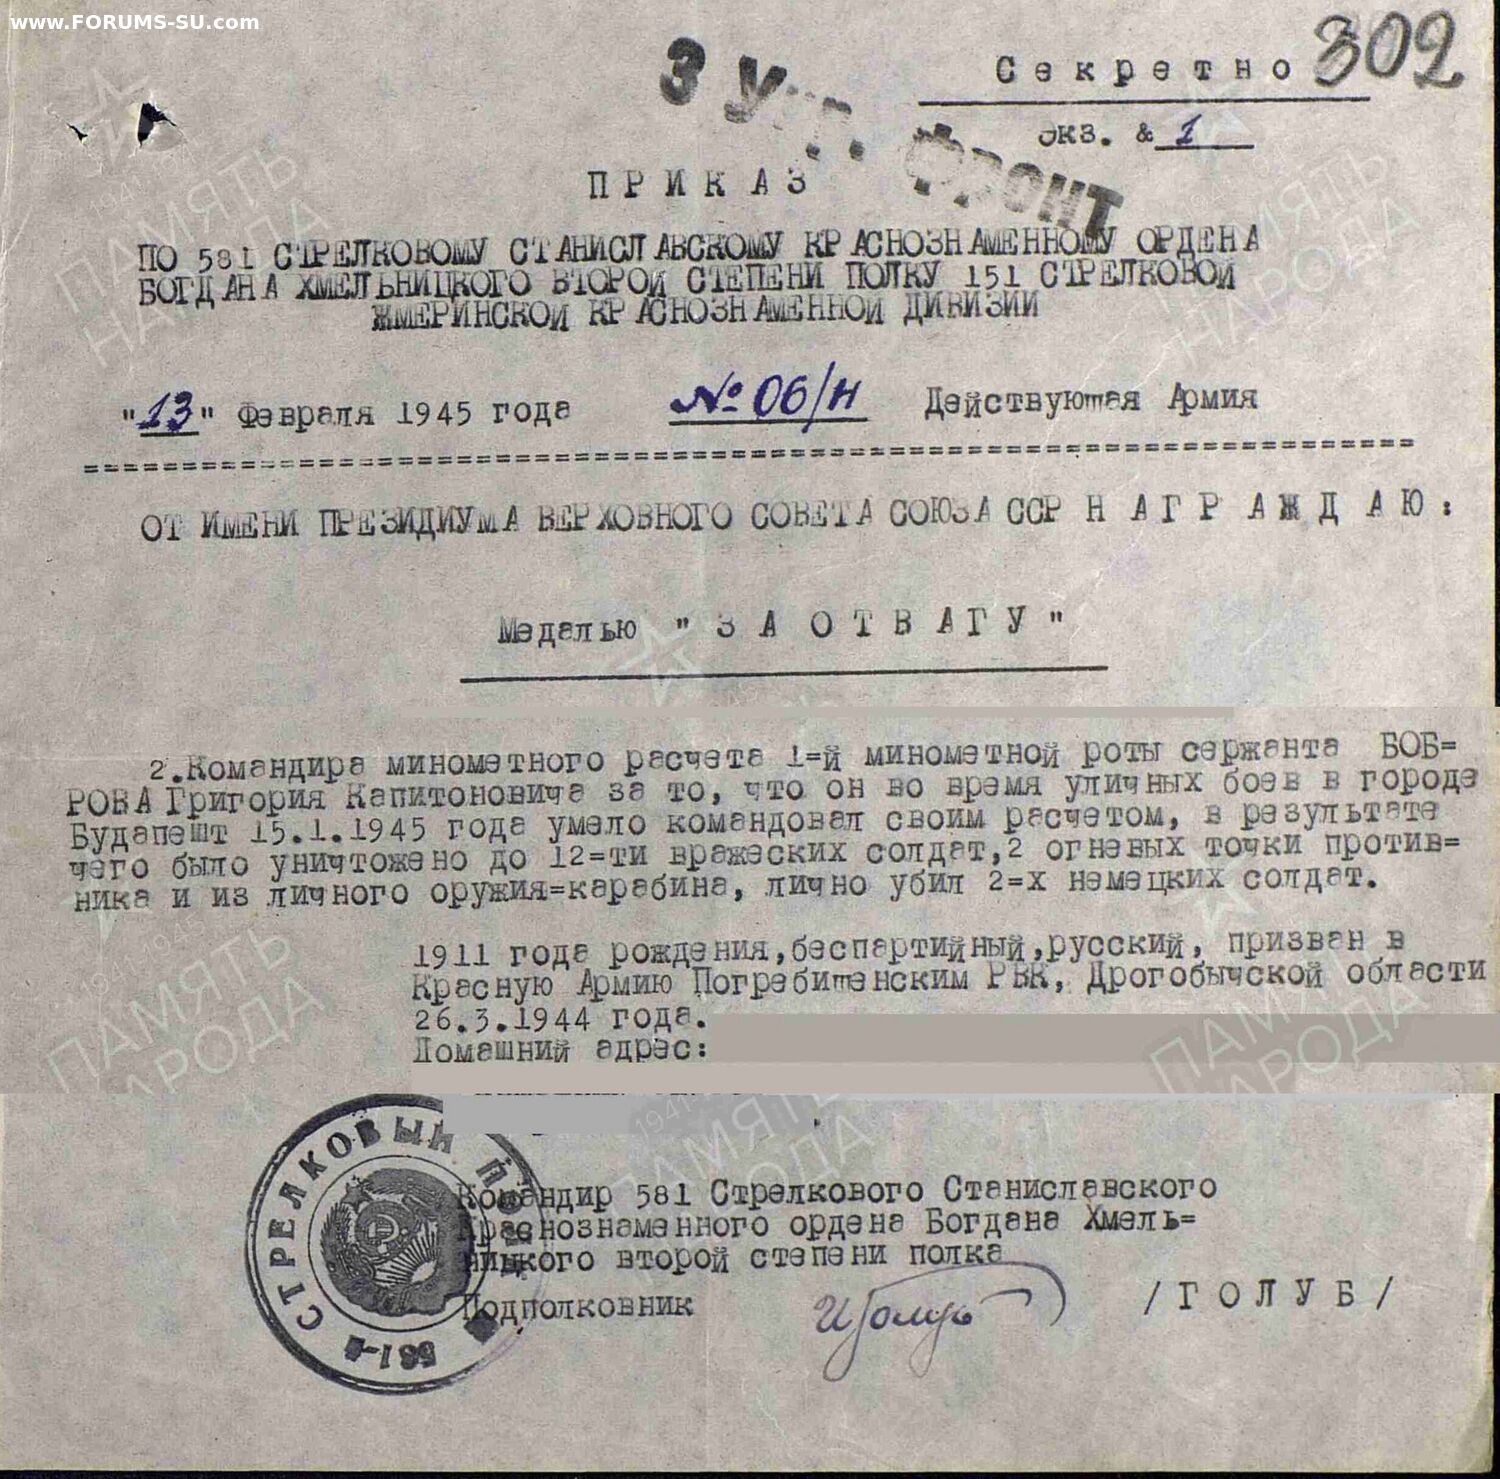 www.FORUMS-SU.com
302
Секретно
3 Укр. ФРОНТ
Экз. № 1
ПРИКАЗ
ПО 581 СТРЕЛКОВОМУ СТАНИСЛАВСКОМУ КРАСНОЗНАМЕННОМУ ОРДЕНА
БОГДАНА ХМЕЛЬНИЦКОГО ВТОРОЙ СТЕПЕНИ ПОЛКУ 151 СТРЕЛКОВОЙ
ЖМЕРИНСКОЙ КРАСНОЗНАМЕННОЙ ДИВИЗИИ
"13" Февраля 1945 года № 06/н Действующая Армия
ОТ ИМЕНИ ПРЕЗИДИУМА ВЕРХОВНОГО СОВЕТА СОЮЗА ССР НАГРАЖДАЮ:
Медалью "ЗА ОТВАГУ"
2.Командира минометного расчета 1=й минометной роты сержанта БОБ=
РОВА Григория Капитоновича за то, что он во время уличных боев в городе
Будапешт 15.1.1945 года умело командовал своим расчетом, в результате
чего было уничтожено до 12=ти вражеских солдат,2 огневых точки против=
ника и из личного оружия=карабина, лично убил 2=х немецких солдат.
1911 года рождения,беспартийный,русский, призван в
Красную Армию Погребищенским РВК, Дрогобычской области
26.3.1944 года.
Домашний адрес:
Командир 581 Стрелкового Станиславского
Краснознаменного ордена Богдана Хмель=
ницкого второй степени полка
Подполковник /ГОЛУБ/
581-й СТРЕЛКОВЫЙ ПОЛК
ПАМЯТЬ
НАРОДА